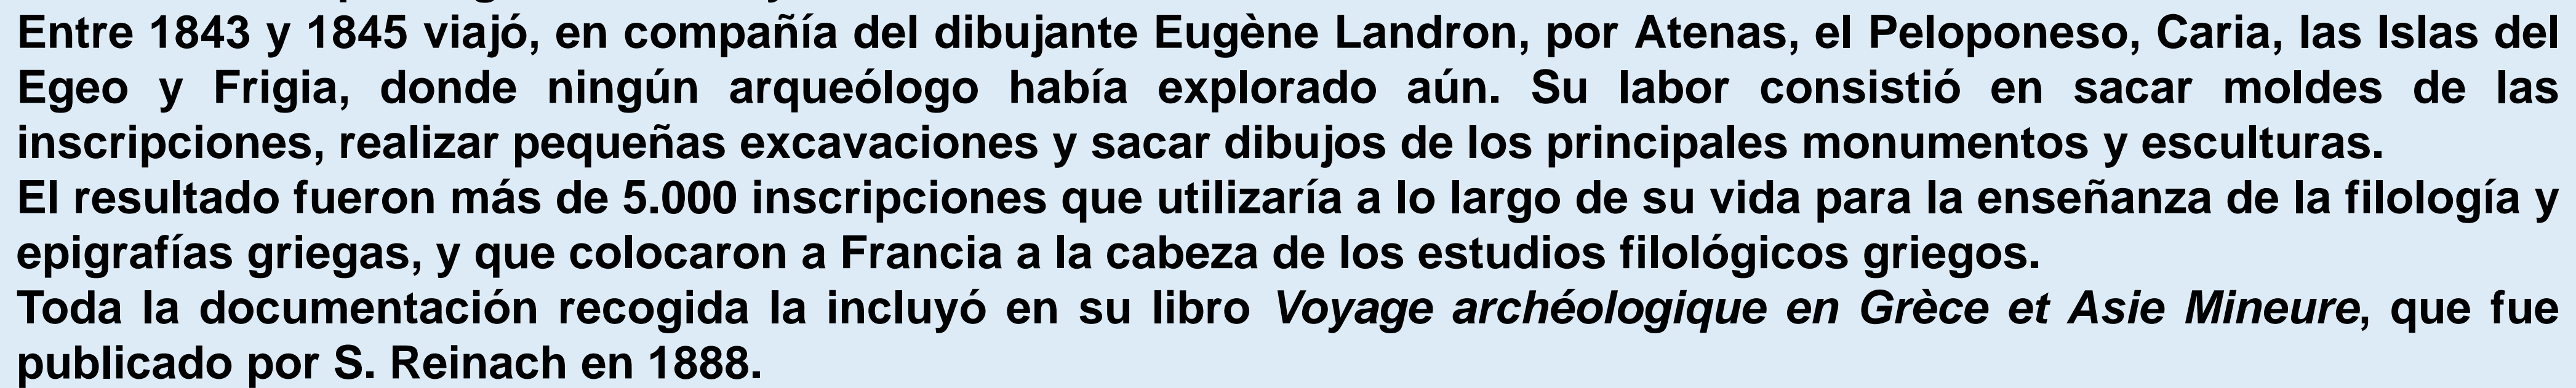 Entre 1843 y 1845 viajó, en compañía del dibujante Eugène Landron, por Atenas, el Peloponeso, Caria, las Islas del
Egeo y Frigia, donde ningún arqueólogo había explorado aún. Su labor consistió en sacar moldes de las
inscripciones, realizar pequeñas excavaciones y sacar dibujos de los principales monumentos y esculturas.
El resultado fueron más de 5.000 inscripciones que utilizaría a lo largo de su vida para la enseñanza de la filología y
epigrafías griegas, y que colocaron a Francia a la cabeza de los estudios filológicos griegos.
Toda la documentación recogida la incluyó en su libro Voyage archéologique en Grèce et Asie Mineure, que fue
publicado por S. Reinach en 1888.